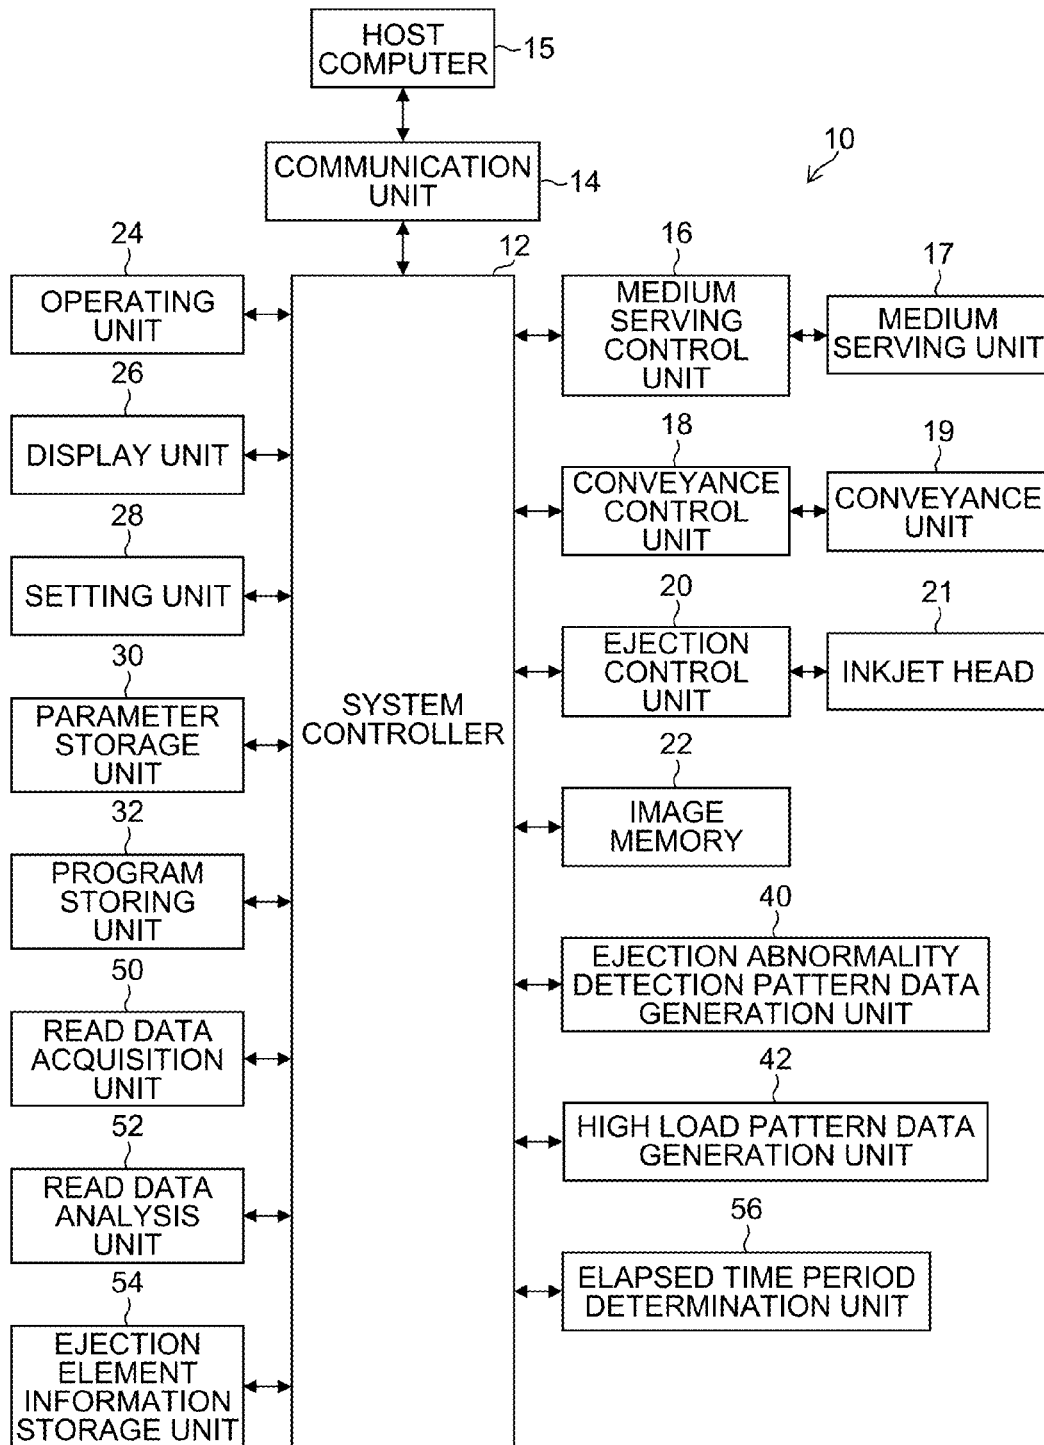 HOST
COMPUTER
15
10
COMMUNICATION
UNIT
14
12
24
OPERATING
UNIT
26
DISPLAY UNIT
28
SETTING UNIT
30
PARAMETER
STORAGE
UNIT
32
PROGRAM
STORING
UNIT
50
READ DATA
ACQUISITION
UNIT
52
READ DATA
ANALYSIS
UNIT
54
EJECTION
ELEMENT
INFORMATION
STORAGE UNIT
SYSTEM
CONTROLLER
16
MEDIUM
SERVING
CONTROL
UNIT
17
MEDIUM
SERVING UNIT
18
CONVEYANCE
CONTROL
UNIT
19
CONVEYANCE
UNIT
20
EJECTION
CONTROL
UNIT
21
INKJET HEAD
22
IMAGE
MEMORY
40
EJECTION ABNORMALITY
DETECTION PATTERN DATA
GENERATION UNIT
42
HIGH LOAD PATTERN DATA
GENERATION UNIT
56
ELAPSED TIME PERIOD
DETERMINATION UNIT